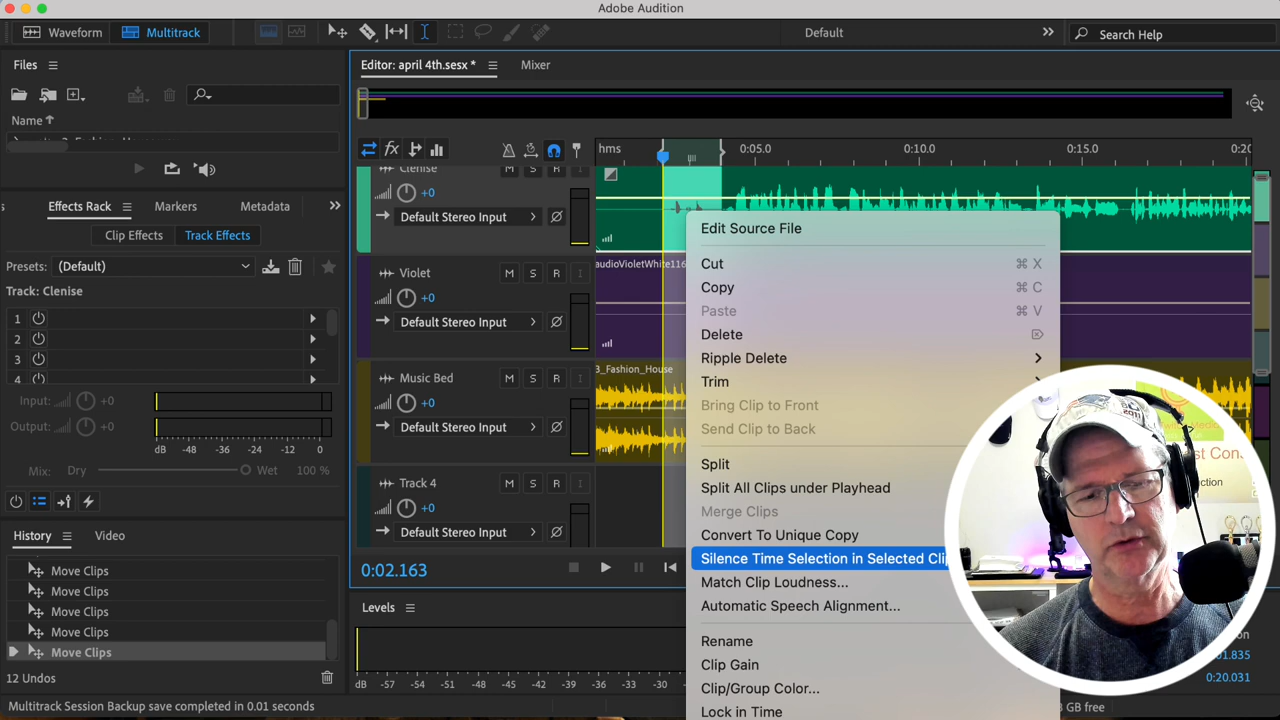 Adobe Audition
Waveform
Multitrack
Default
Search Help
Files
Editor: april 4th.sesx *
Mixer
Name
hms
0:05.0
0:10.0
0:15.0
0:20
Clenise
M S R I
+0
Default Stereo Input
Effects Rack
Markers
Metadata
Clip Effects
Track Effects
Presets:
(Default)
Track: Clenise
1
2
3
4
Input:
+0
Output:
+0
dB
-48
-36
-24
-12
0
Mix:
Dry
Wet
100 %
Violet
M S R I
+0
Default Stereo Input
audioVioletWhite116
Music Bed
M S R I
+0
Default Stereo Input
3_Fashion_House
Track 4
M S R I
+0
Default Stereo Input
Edit Source File
Cut ⌘ X
Copy ⌘ C
Paste ⌘ V
Delete
Ripple Delete
Trim
Bring Clip to Front
Send Clip to Back
Split
Split All Clips under Playhead
Merge Clips
Convert To Unique Copy
Silence Time Selection in Selected Cli
Match Clip Loudness...
Automatic Speech Alignment...
Rename
Clip Gain
Clip/Group Color...
Lock in Time
History
Video
Move Clips
Move Clips
Move Clips
Move Clips
Move Clips
12 Undos
0:02.163
Levels
dB
-57
-54
-51
-48
-45
-42
-39
-36
-33
-30
2011
0:20.031
GB free
Multitrack Session Backup save completed in 0.01 seconds